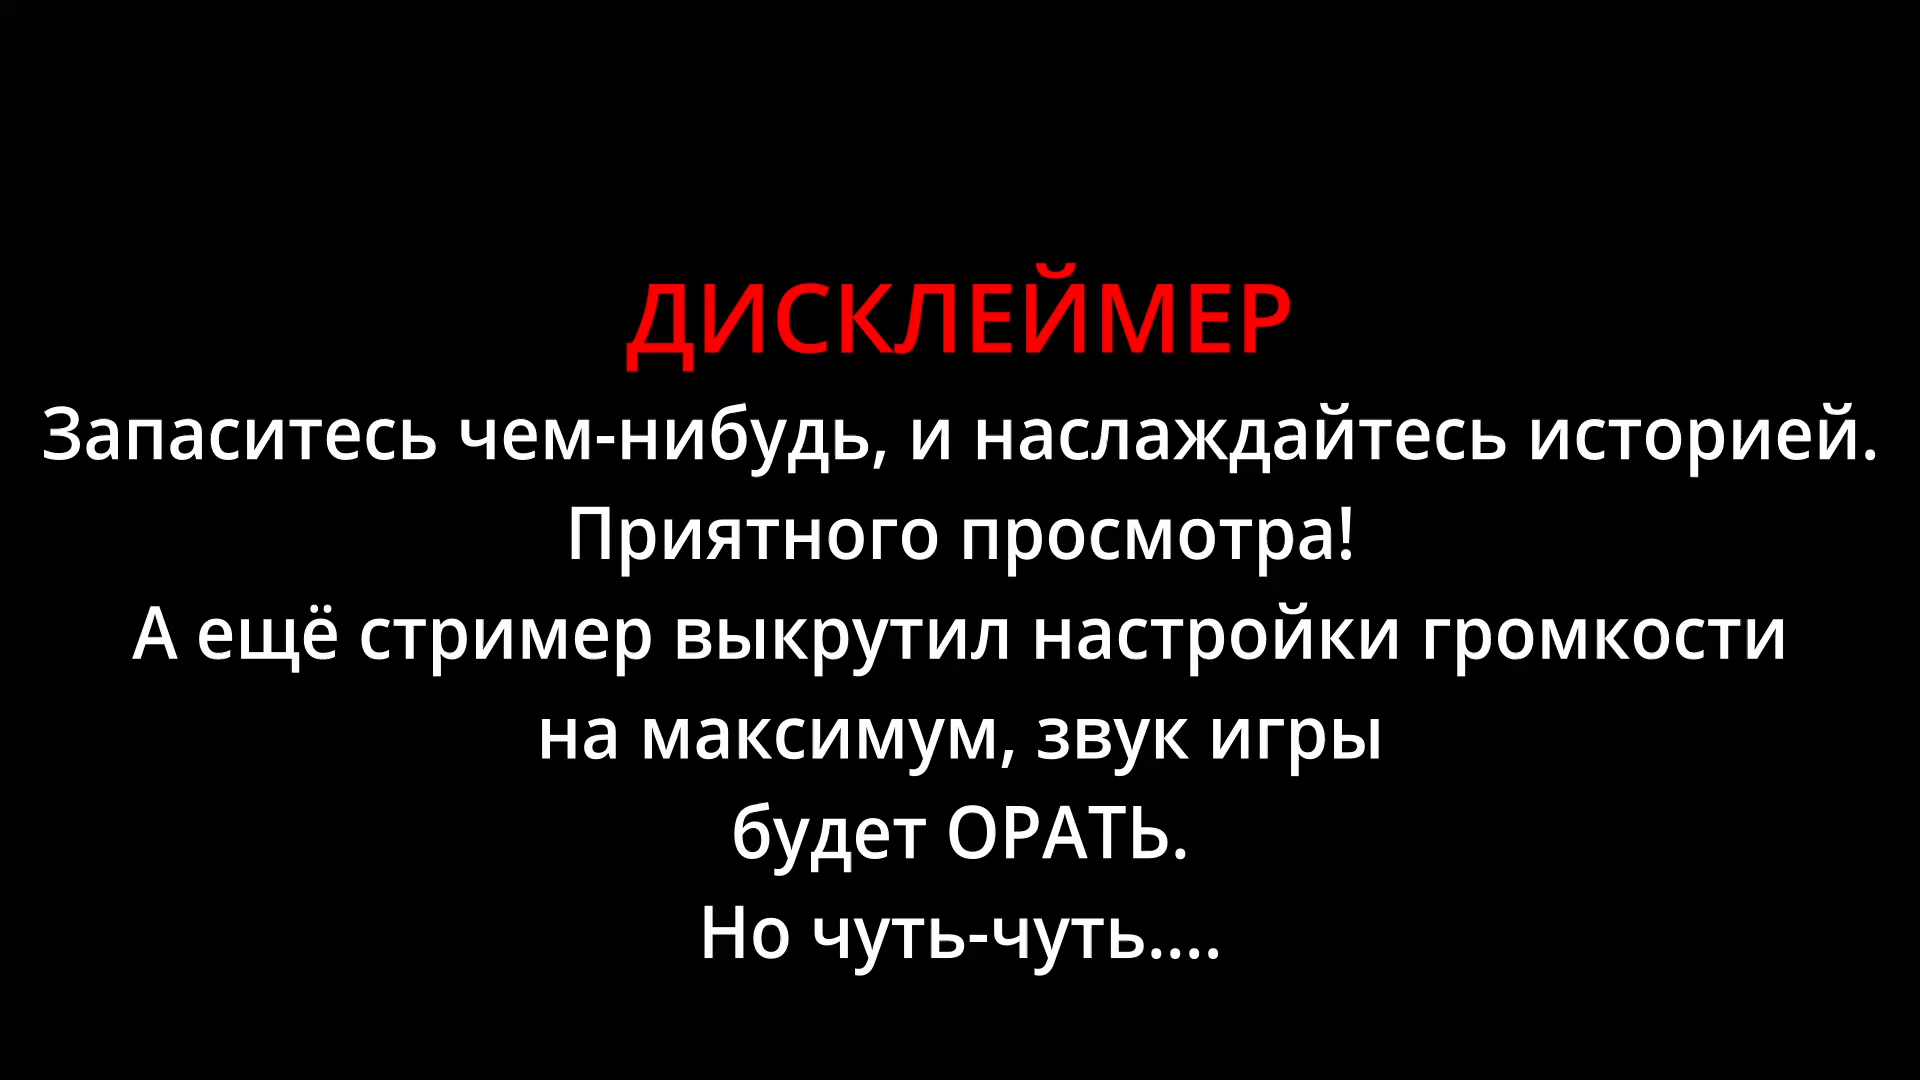 ДИСКЛЕЙМЕР
Запаситесь чем-нибудь, и наслаждайтесь историей.
Приятного просмотра!
А ещё стример выкрутил настройки громкости
на максимум, звук игры
будет ОРАТЬ.
Но чуть-чуть....